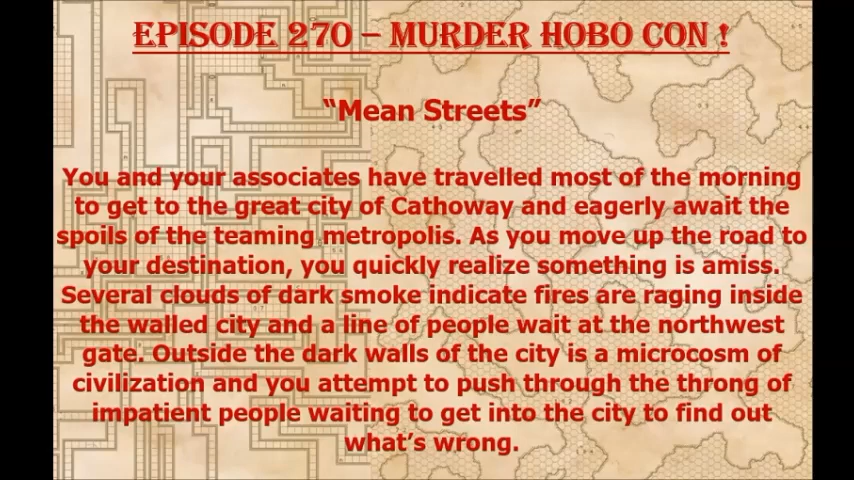 EPISODE 270 – MURDER HOBO CON !
“Mean Streets”
You and your associates have travelled most of the morning
to get to the great city of Cathoway and eagerly await the
spoils of the teaming metropolis. As you move up the road to
your destination, you quickly realize something is amiss.
Several clouds of dark smoke indicate fires are raging inside
the walled city and a line of people wait at the northwest
gate. Outside the dark walls of the city is a microcosm of
civilization and you attempt to push through the throng of
impatient people waiting to get into the city to find out
what’s wrong.